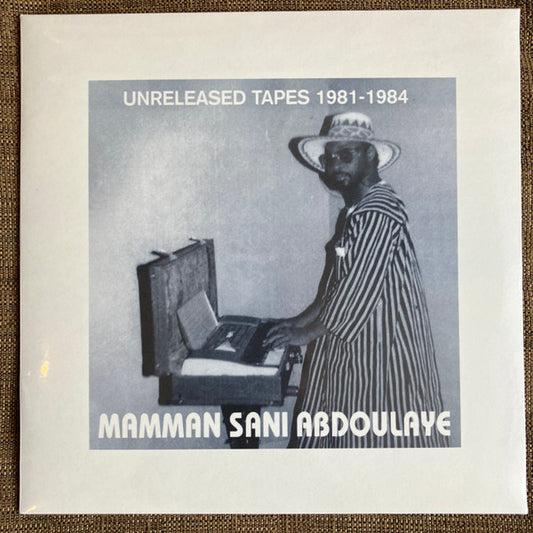 UNRELEASED TAPES 1981-1984
MAMMAN SANI ABDOULAYE